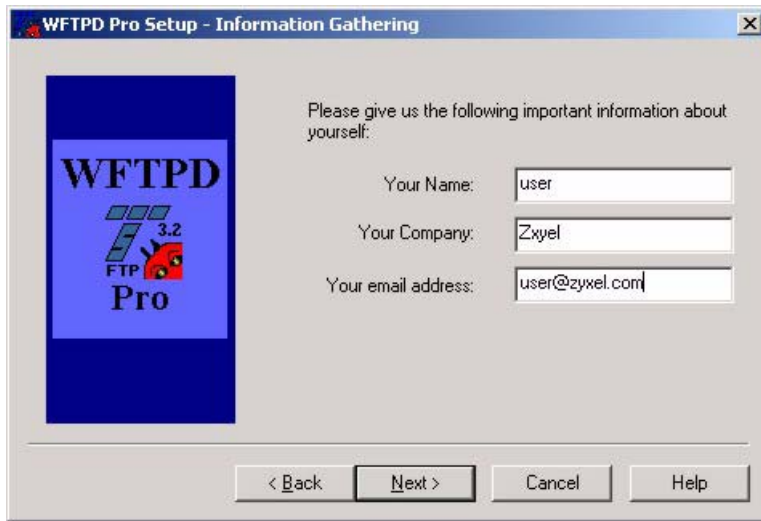 WFTPD Pro Setup - Information Gathering
WFTPD
3.2
FTP
Pro
Please give us the following important information about
yourself:
Your Name: user
Your Company: Zxyel
Your email address: user@zyxel.com
< Back Next > Cancel Help